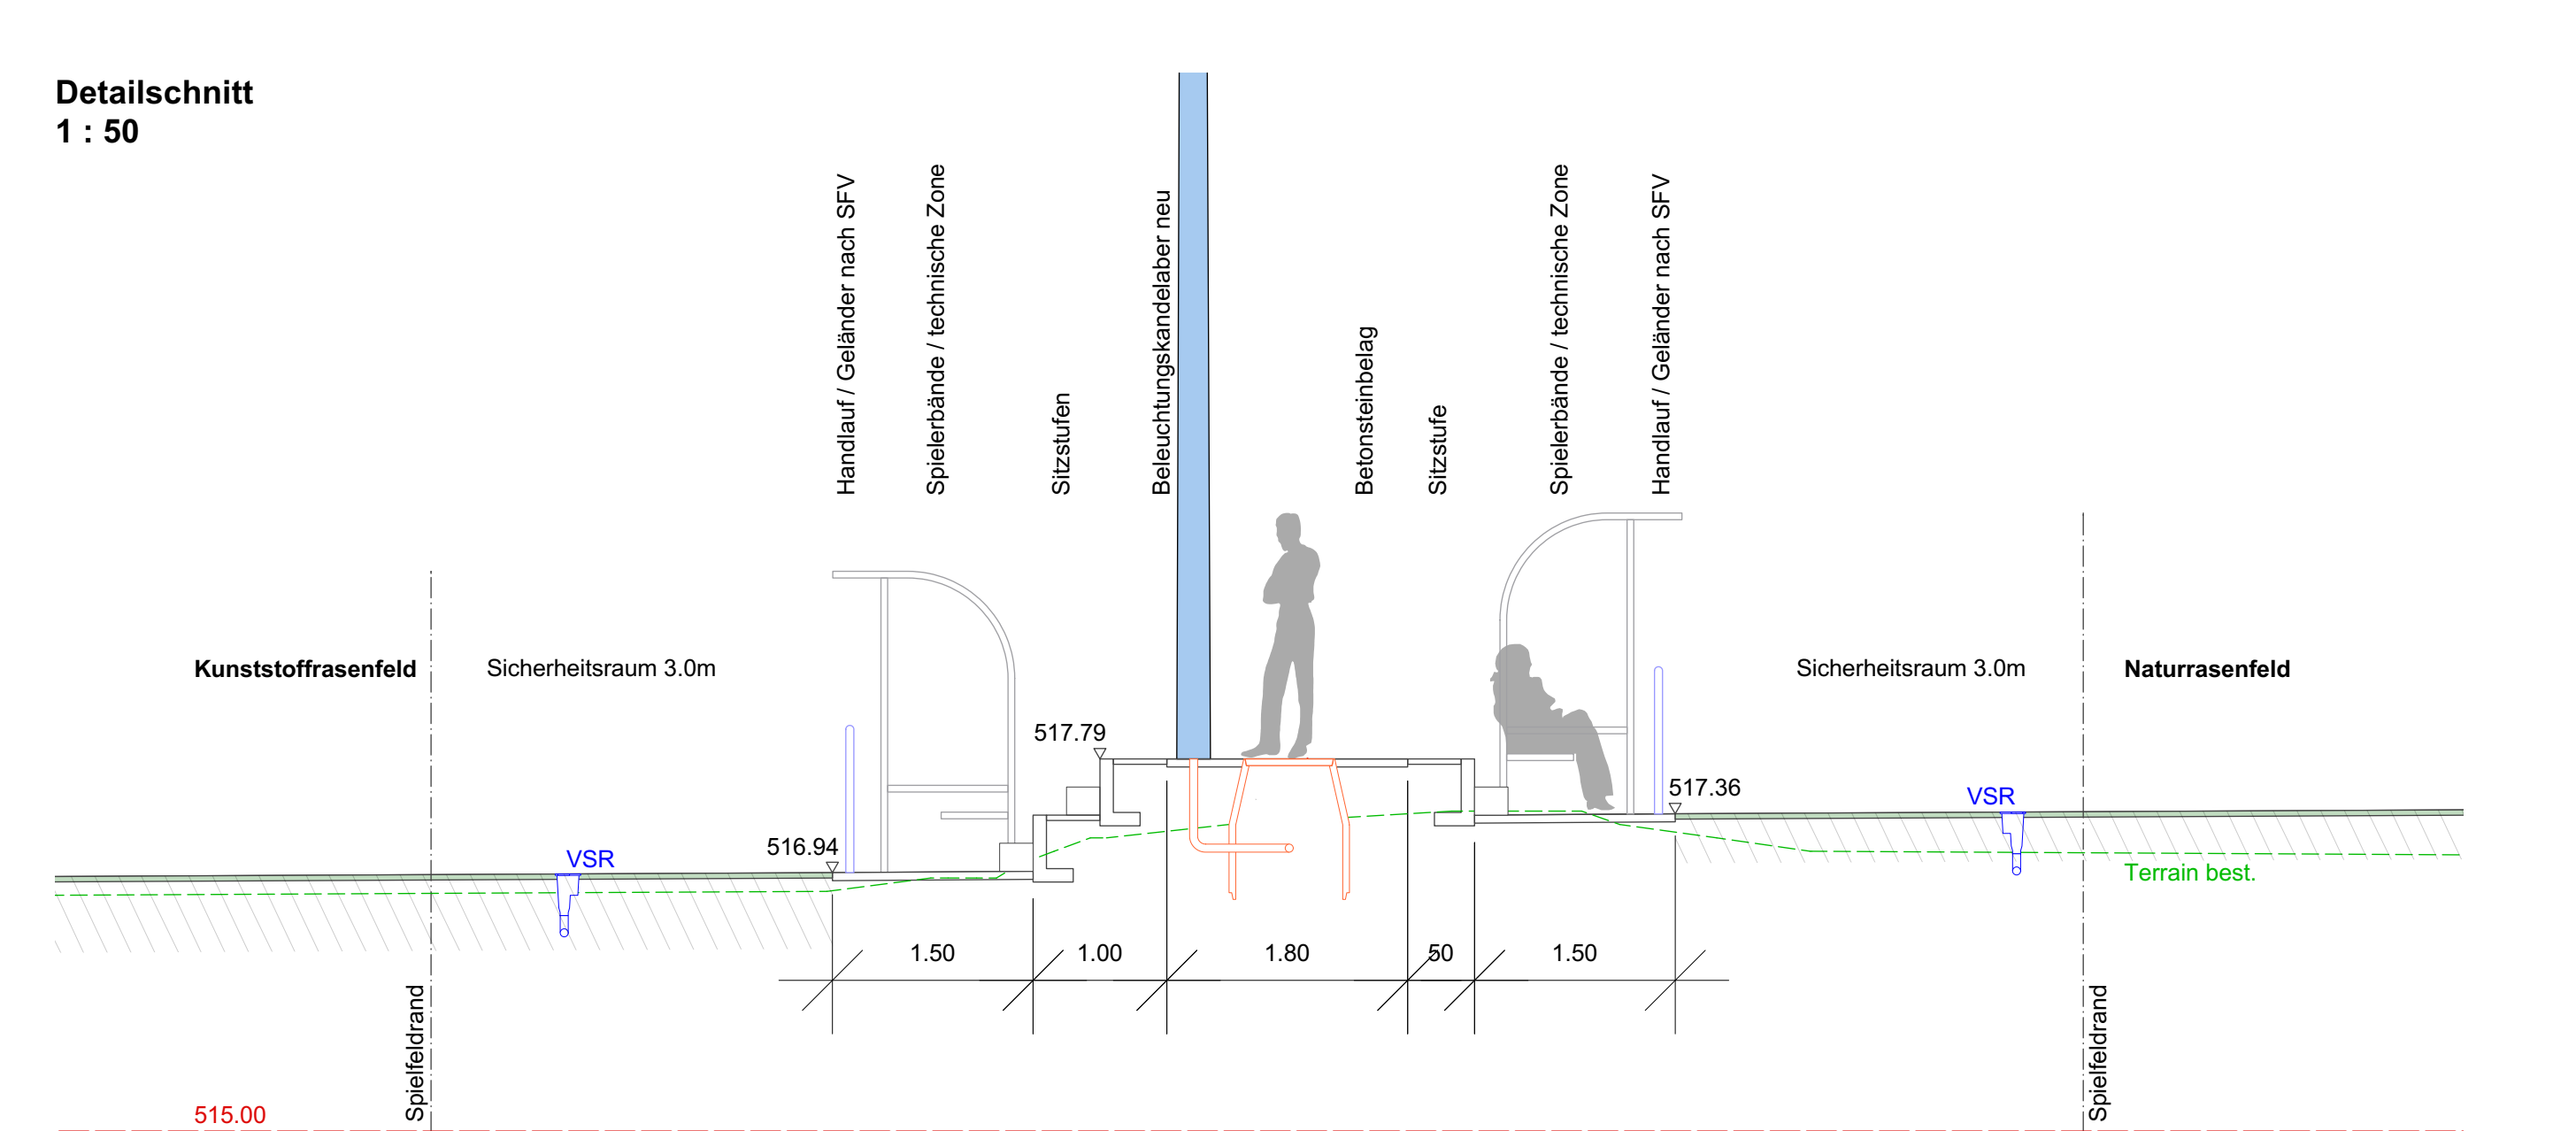 Detailschnitt
1 : 50
Handlauf / Geländer nach SFV
Spielerbände / technische Zone
Sitzstufen
Beleuchtungskandelaber neu
Betonsteinbelag
Sitzstufe
Spielerbände / technische Zone
Handlauf / Geländer nach SFV
Kunststoffrasenfeld
Sicherheitsraum 3.0m
Sicherheitsraum 3.0m
Naturrasenfeld
517.79
517.36
VSR
516.94
VSR
Terrain best.
1.50
1.00
1.80
50
1.50
Spielfeldrand
Spielfeldrand
515.00